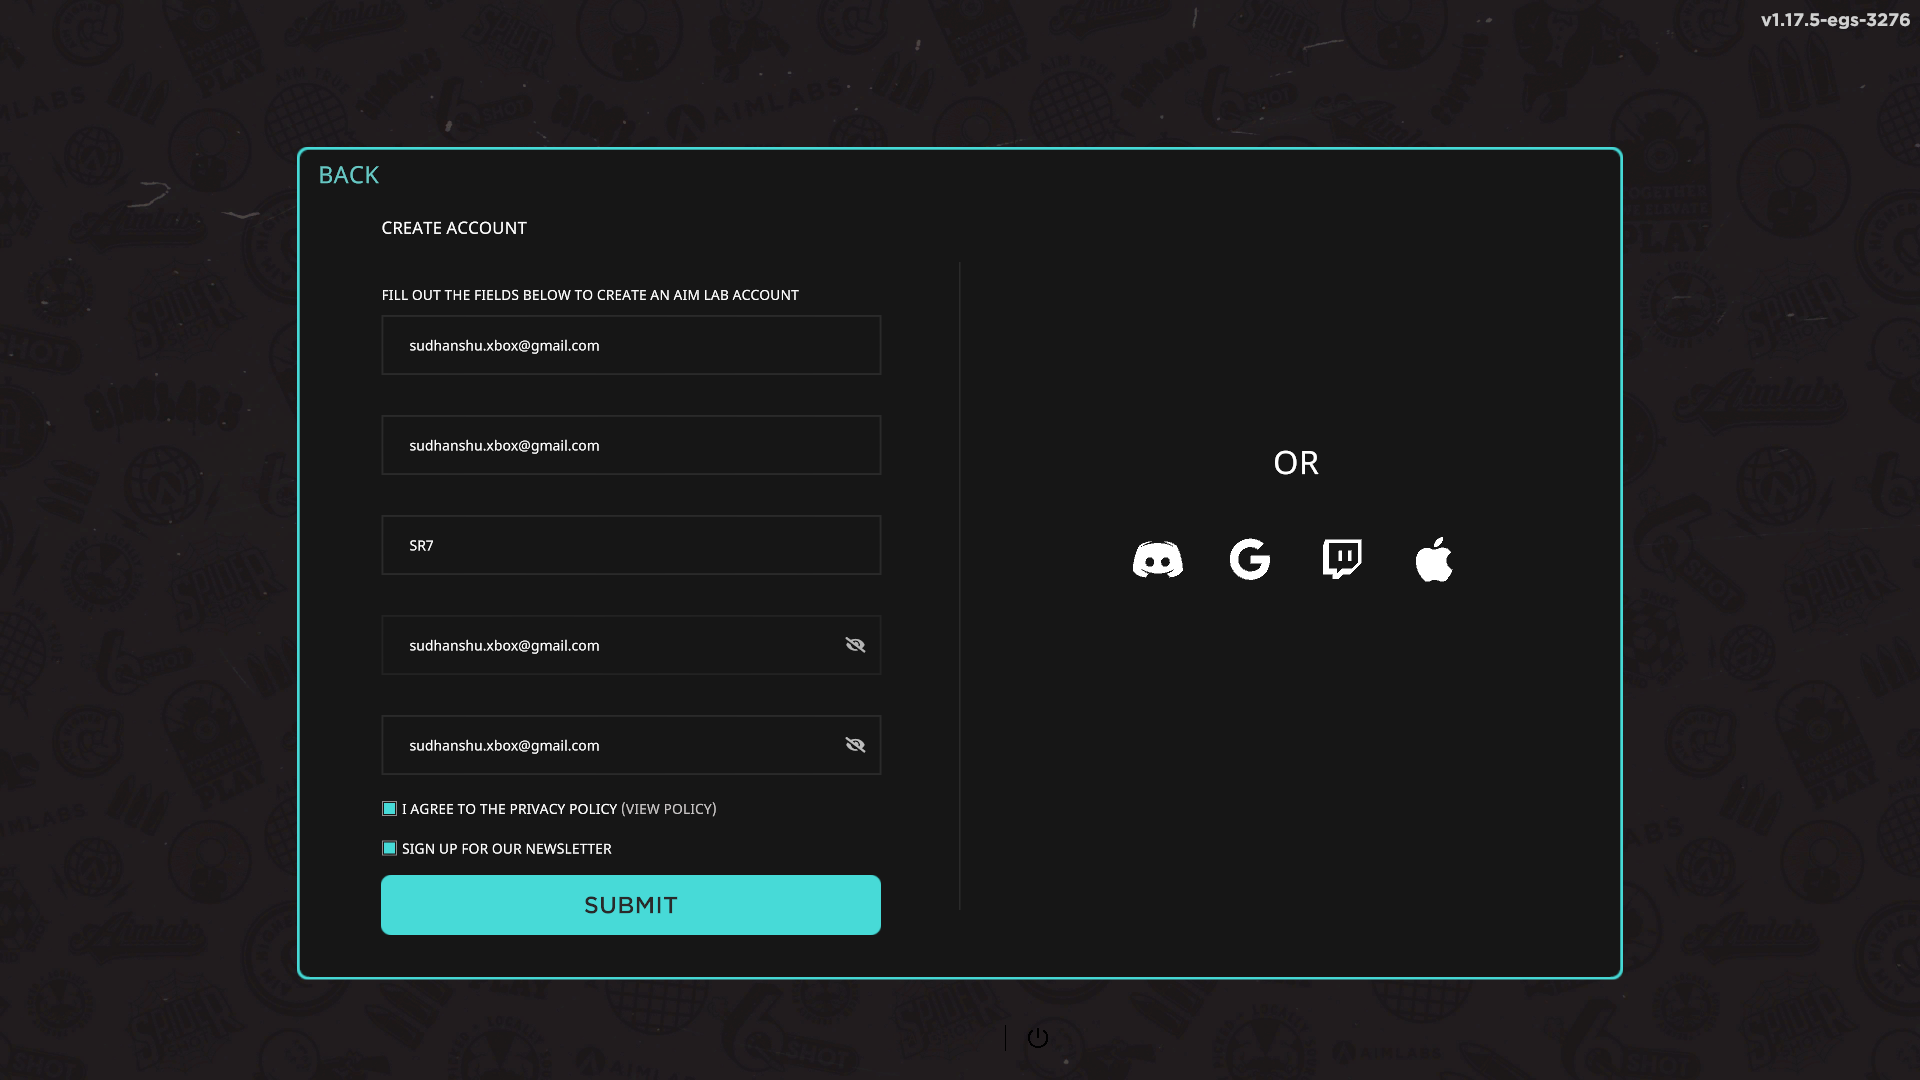 v1.17.5-egs-3276
BACK
CREATE ACCOUNT
FILL OUT THE FIELDS BELOW TO CREATE AN AIM LAB ACCOUNT
sudhanshu.xbox@gmail.com
sudhanshu.xbox@gmail.com
SR7
sudhanshu.xbox@gmail.com
sudhanshu.xbox@gmail.com
I AGREE TO THE PRIVACY POLICY (VIEW POLICY)
SIGN UP FOR OUR NEWSLETTER
SUBMIT
OR